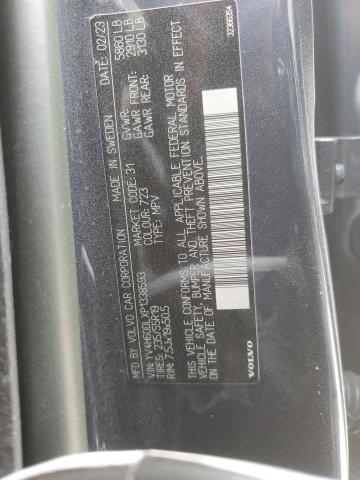 MFD BY VOLVO CAR CORPORATION MADE IN SWEDEN DATE: 02/23
GVWR: 5860 LB
MARKET CODE: 31 GAWR FRONT: 2910 LB
COLOUR: 723 GAWR REAR: 3130 LB
TYPE: MPV
VIN: YV4H60DLXP1338593
TIRES: 235/55R19
RIM: 7.5Jx19x50.5
THIS VEHICLE CONFORMS TO ALL APPLICABLE FEDERAL MOTOR
VEHICLE SAFETY, BUMPER AND THEFT PREVENTION STANDARDS IN EFFECT
ON THE DATE OF MANUFACTURE SHOWN ABOVE.
VOLVO
32366354